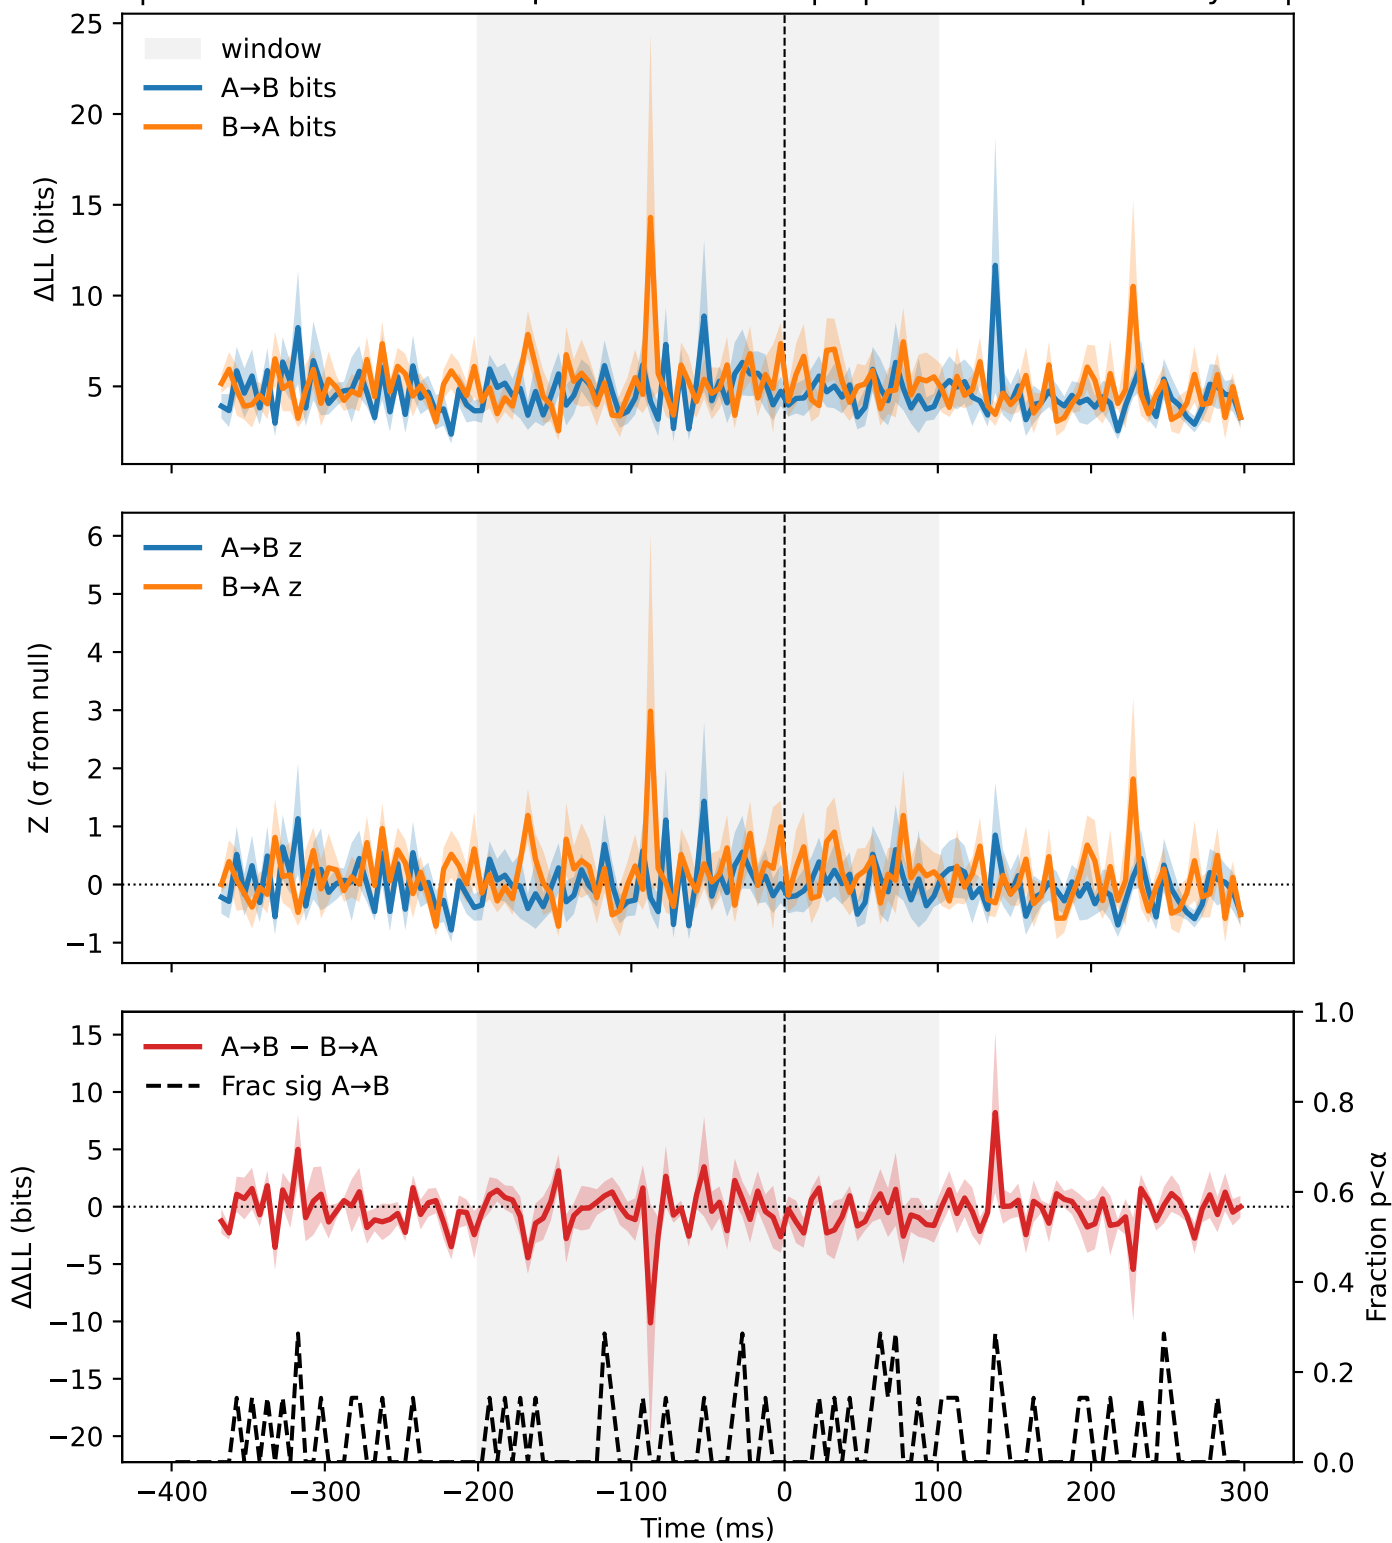 25
20
15
10
5
ΔLL (bits)
window
A→B bits
B→A bits
6
5
4
3
2
1
0
−1
Z (σ from null)
A→B z
B→A z
15
10
5
0
−5
−10
−15
−20
ΔΔLL (bits)
A→B − B→A
Frac sig A→B
1.0
0.8
0.6
0.4
0.2
0.0
Fraction p<α
−400 −300 −200 −100 0 100 200 300
Time (ms)